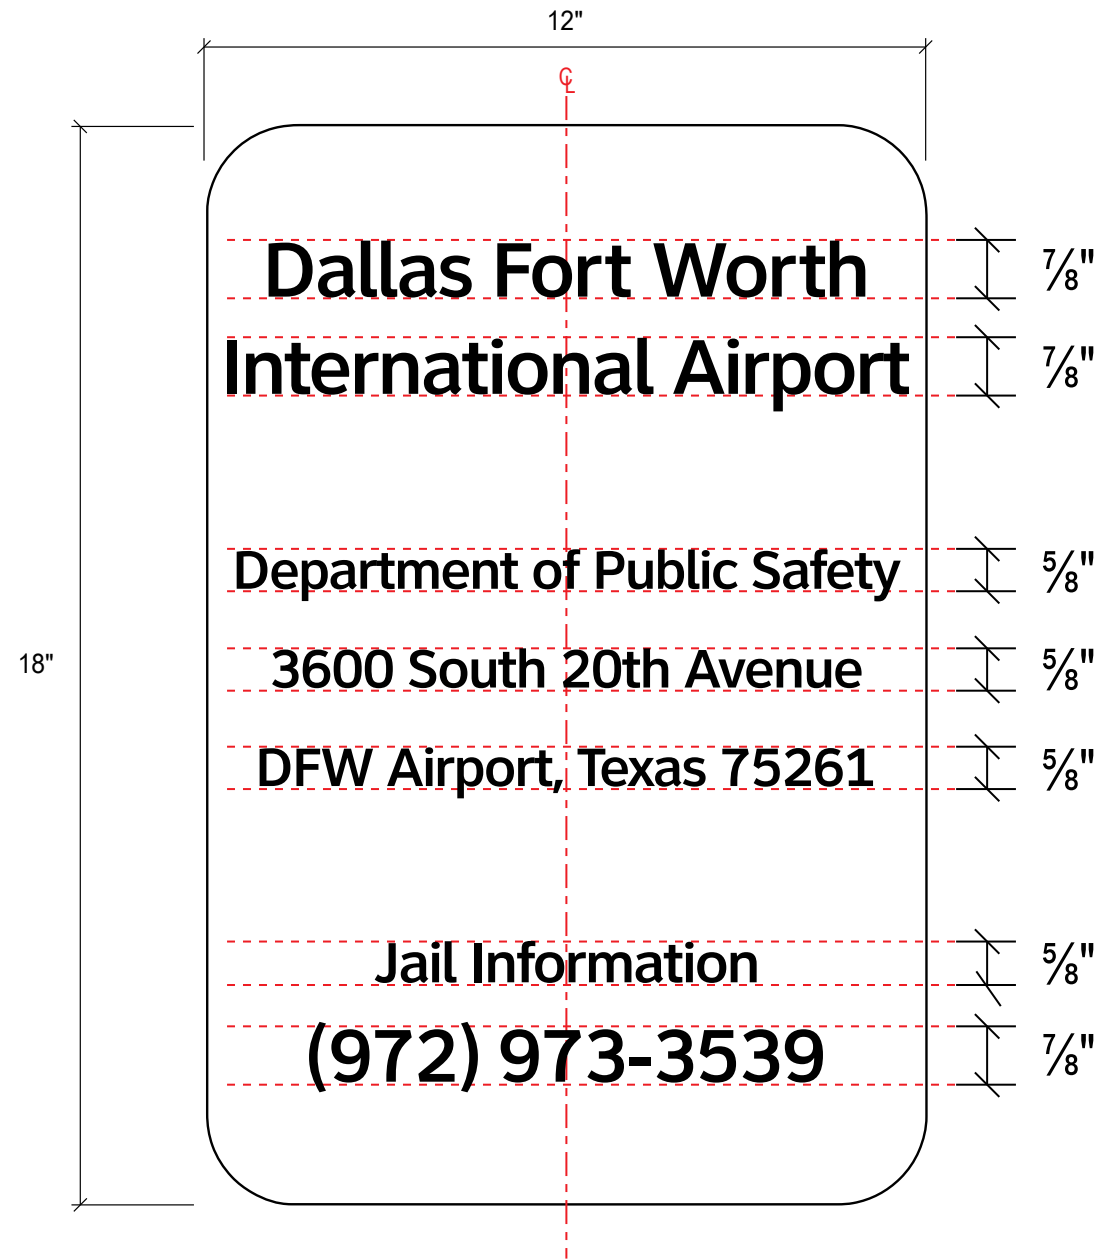 12"
℄
Dallas Fort Worth 7/8"
International Airport 7/8"
Department of Public Safety 5/8"
18" 3600 South 20th Avenue 5/8"
DFW Airport, Texas 75261 5/8"
Jail Information 5/8"
(972) 973-3539 7/8"